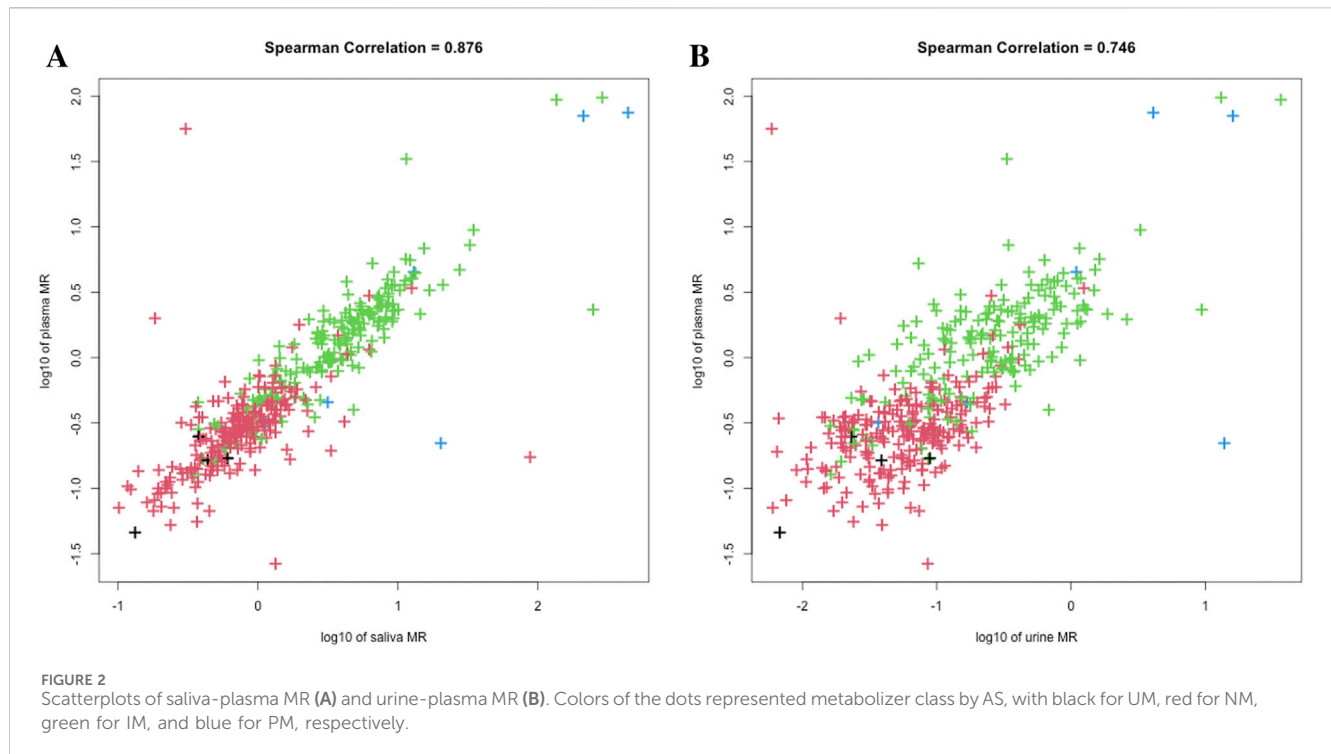 A
Spearman Correlation = 0.876
log10 of plasma MR
2.0
1.5
1.0
0.5
0.0
-0.5
-1.0
-1.5
-1
0
1
2
log10 of saliva MR
B
Spearman Correlation = 0.746
log10 of plasma MR
2.0
1.5
1.0
0.5
0.0
-0.5
-1.0
-1.5
-2
-1
0
1
log10 of urine MR
FIGURE 2
Scatterplots of saliva-plasma MR (A) and urine-plasma MR (B). Colors of the dots represented metabolizer class by AS, with black for UM, red for NM,
green for IM, and blue for PM, respectively.